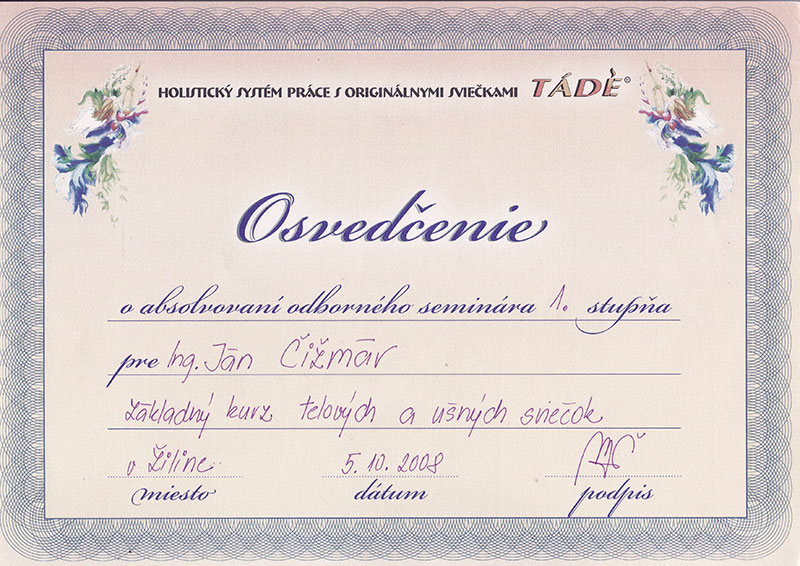 HOLISTICKÝ SYSTÉM PRÁCE S ORIGINÁLNYMI SVIEČKAMI TÁDÈ®
Osvedčenie
o absolvovaní odborného seminára 1. stupňa
pre Ing. Ján Čižmár
základný kurz telových a ušných sviečok
v Žiline 5.10.2008
miesto dátum podpis